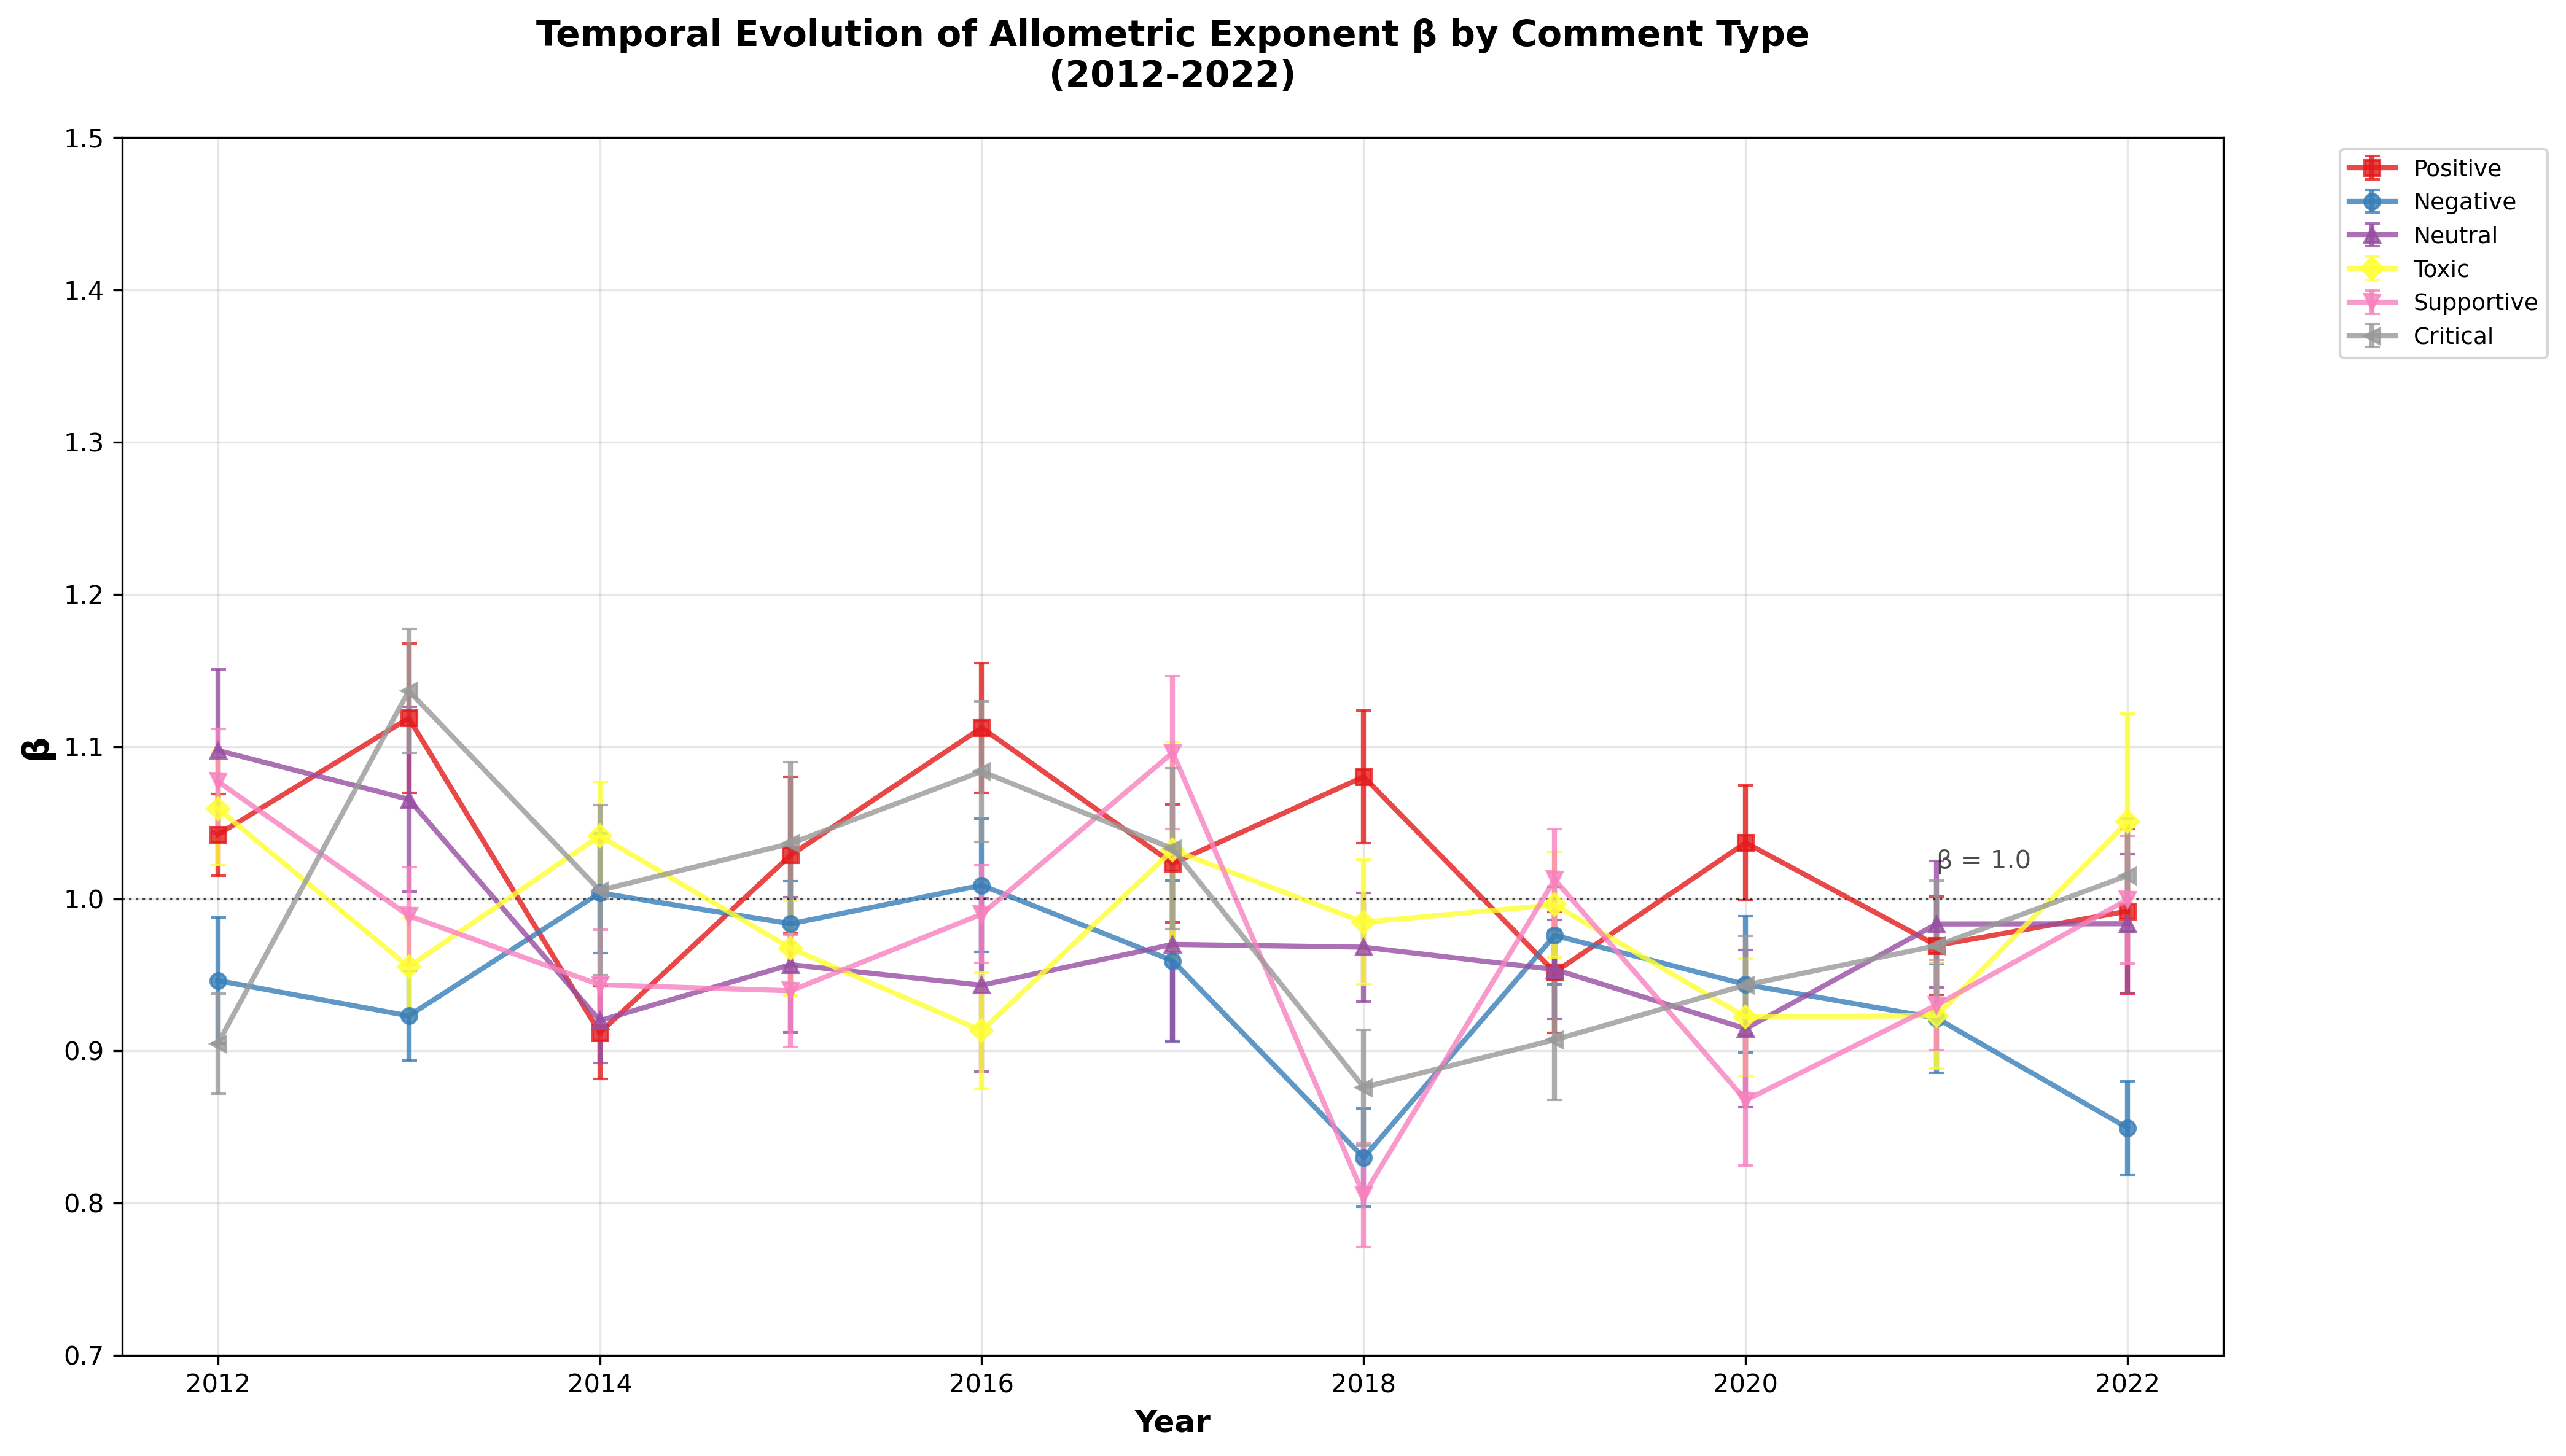 Temporal Evolution of Allometric Exponent β by Comment Type
(2012-2022)
1.5
1.4
1.3
1.2
1.1
1.0
0.9
0.8
0.7
β
β = 1.0
2012
2014
2016
2018
2020
2022
Year
Positive
Negative
Neutral
Toxic
Supportive
Critical